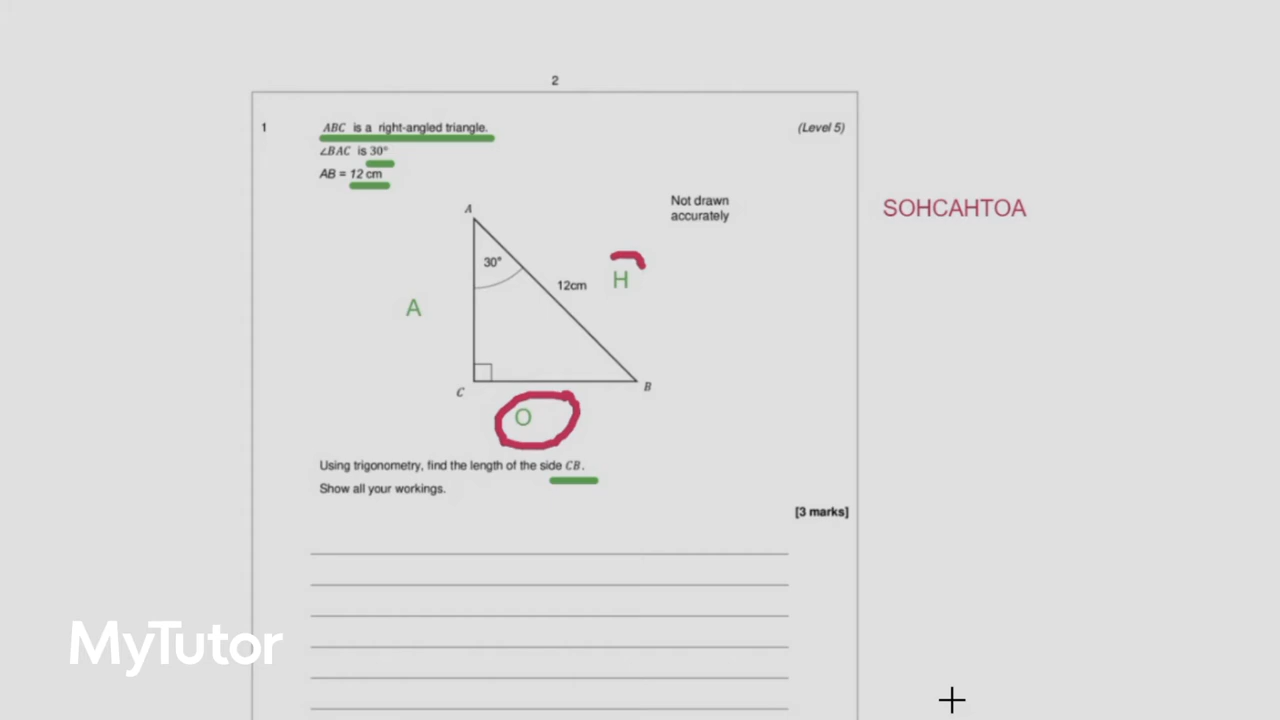 2
1
ABC is a right-angled triangle.
(Level 5)
∠BAC is 30°
AB = 12 cm
Not drawn
accurately
SOHCAHTOA
A
30°
12cm
H
A
C
B
O
Using trigonometry, find the length of the side CB.
Show all your workings.
[3 marks]
MyTutor